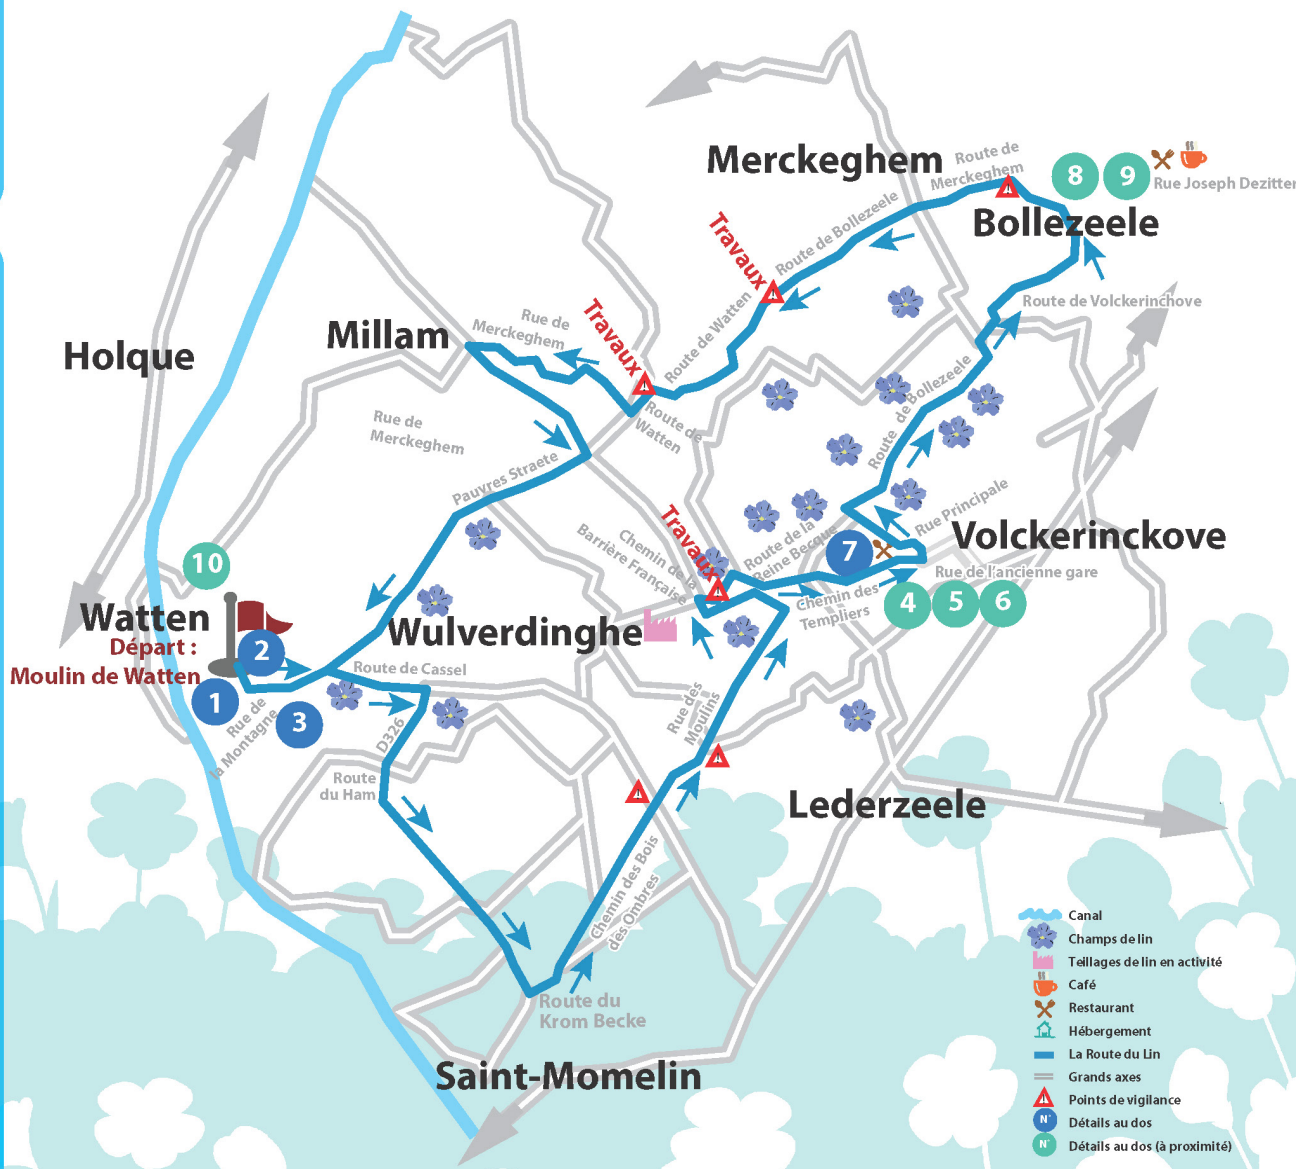 Merckeghem
Route de
Merckeghem
8
9
Rue Joseph Dezitter
Bollezeele
Travaux
Route de Bollezeele
Route de Volckerinchove
Holque
Millam
Rue de
Merckeghem
Travaux
Route de Watten
Route de
Watten
Route de Bollezeele
Rue de
Merckeghem
Pauvres Straete
Travaux
Chemin de la
Barrière Française
Route de la
Reine Becque
Rue Principale
7
Volckerinckove
Rue de l'ancienne gare
Chemin des
Templiers
4
5
6
10
Watten
Départ :
Moulin de Watten
2
1
3
Rue de
la Montagne
Wulverdinghe
Route de Cassel
D326
Route
du Ham
Rue des
Moulins
Lederzeele
Chemin des Bois
des Ombres
Route du
Krom Becke
Saint-Momelin
Canal
Champs de lin
Teillages de lin en activité
Café
Restaurant
Hébergement
La Route du Lin
Grands axes
Points de vigilance
N° Détails au dos
N° Détails au dos (à proximité)